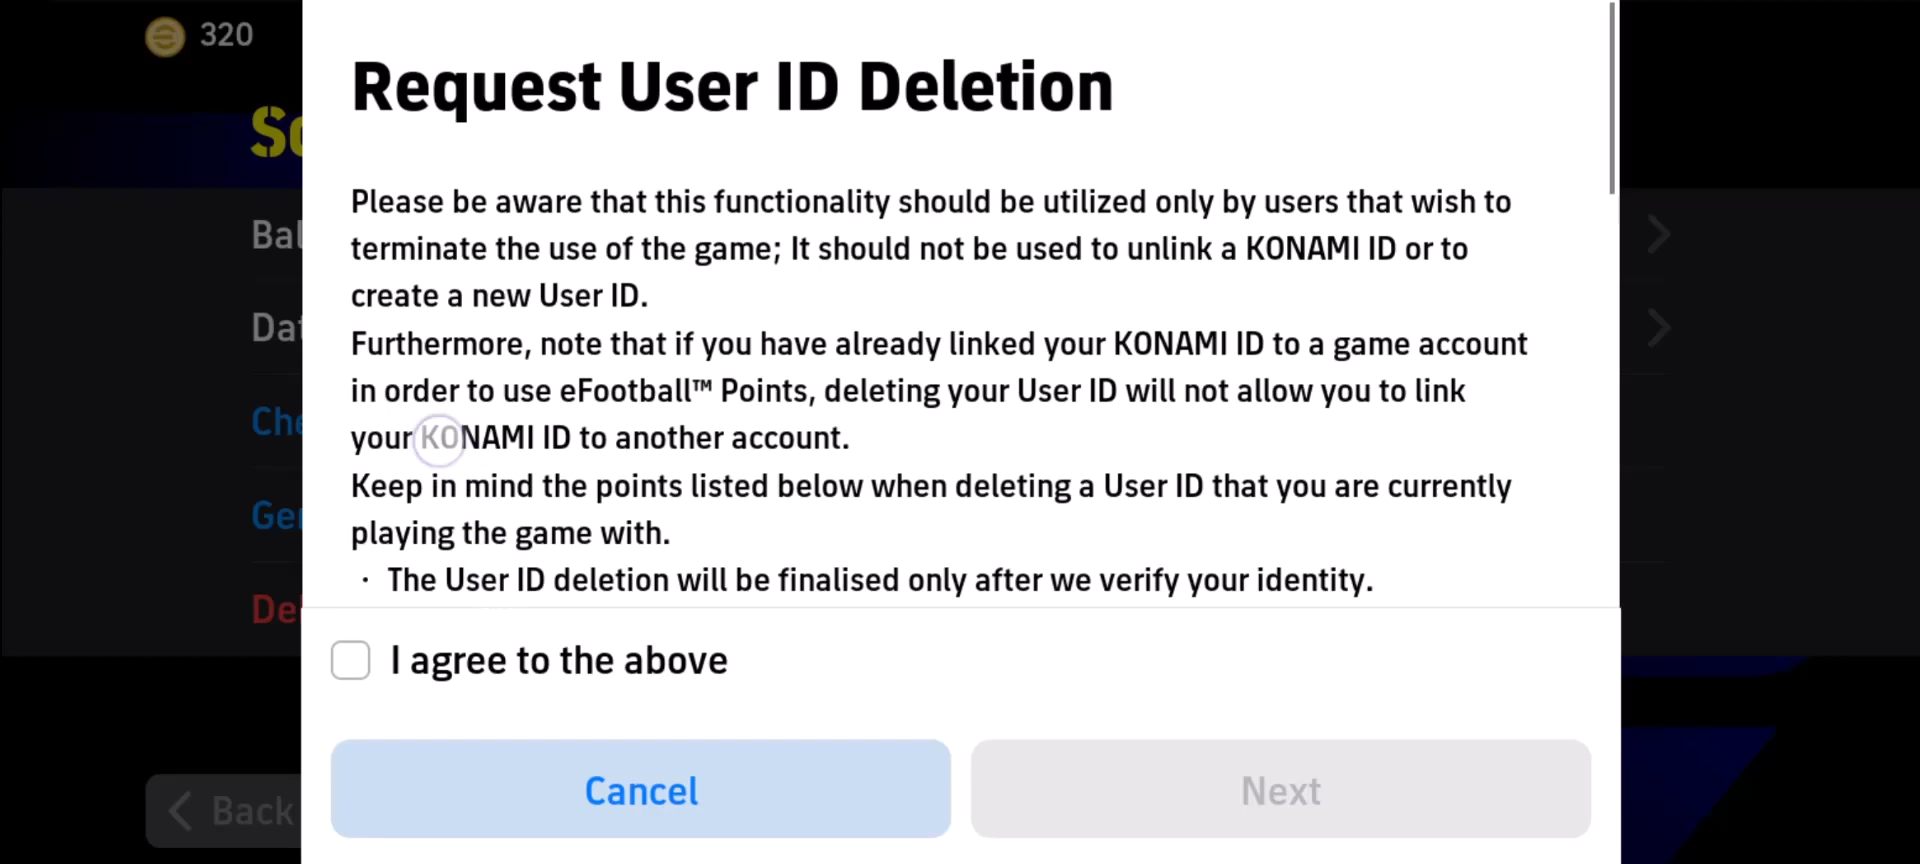 320
Request User ID Deletion
Please be aware that this functionality should be utilized only by users that wish to
terminate the use of the game; It should not be used to unlink a KONAMI ID or to
create a new User ID.
Furthermore, note that if you have already linked your KONAMI ID to a game account
in order to use eFootball™ Points, deleting your User ID will not allow you to link
your KONAMI ID to another account.
Keep in mind the points listed below when deleting a User ID that you are currently
playing the game with.
· The User ID deletion will be finalised only after we verify your identity.
I agree to the above
Cancel
Next
Back